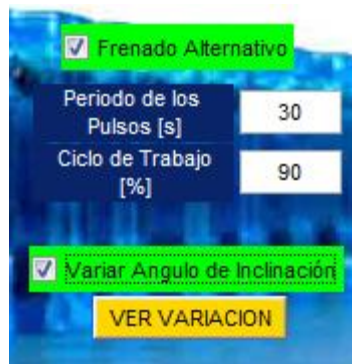 Frenado Alternativo
Periodo de los
Pulsos [s]
30
Ciclo de Trabajo
[%]
90
Variar Angulo de Inclinación
VER VARIACION